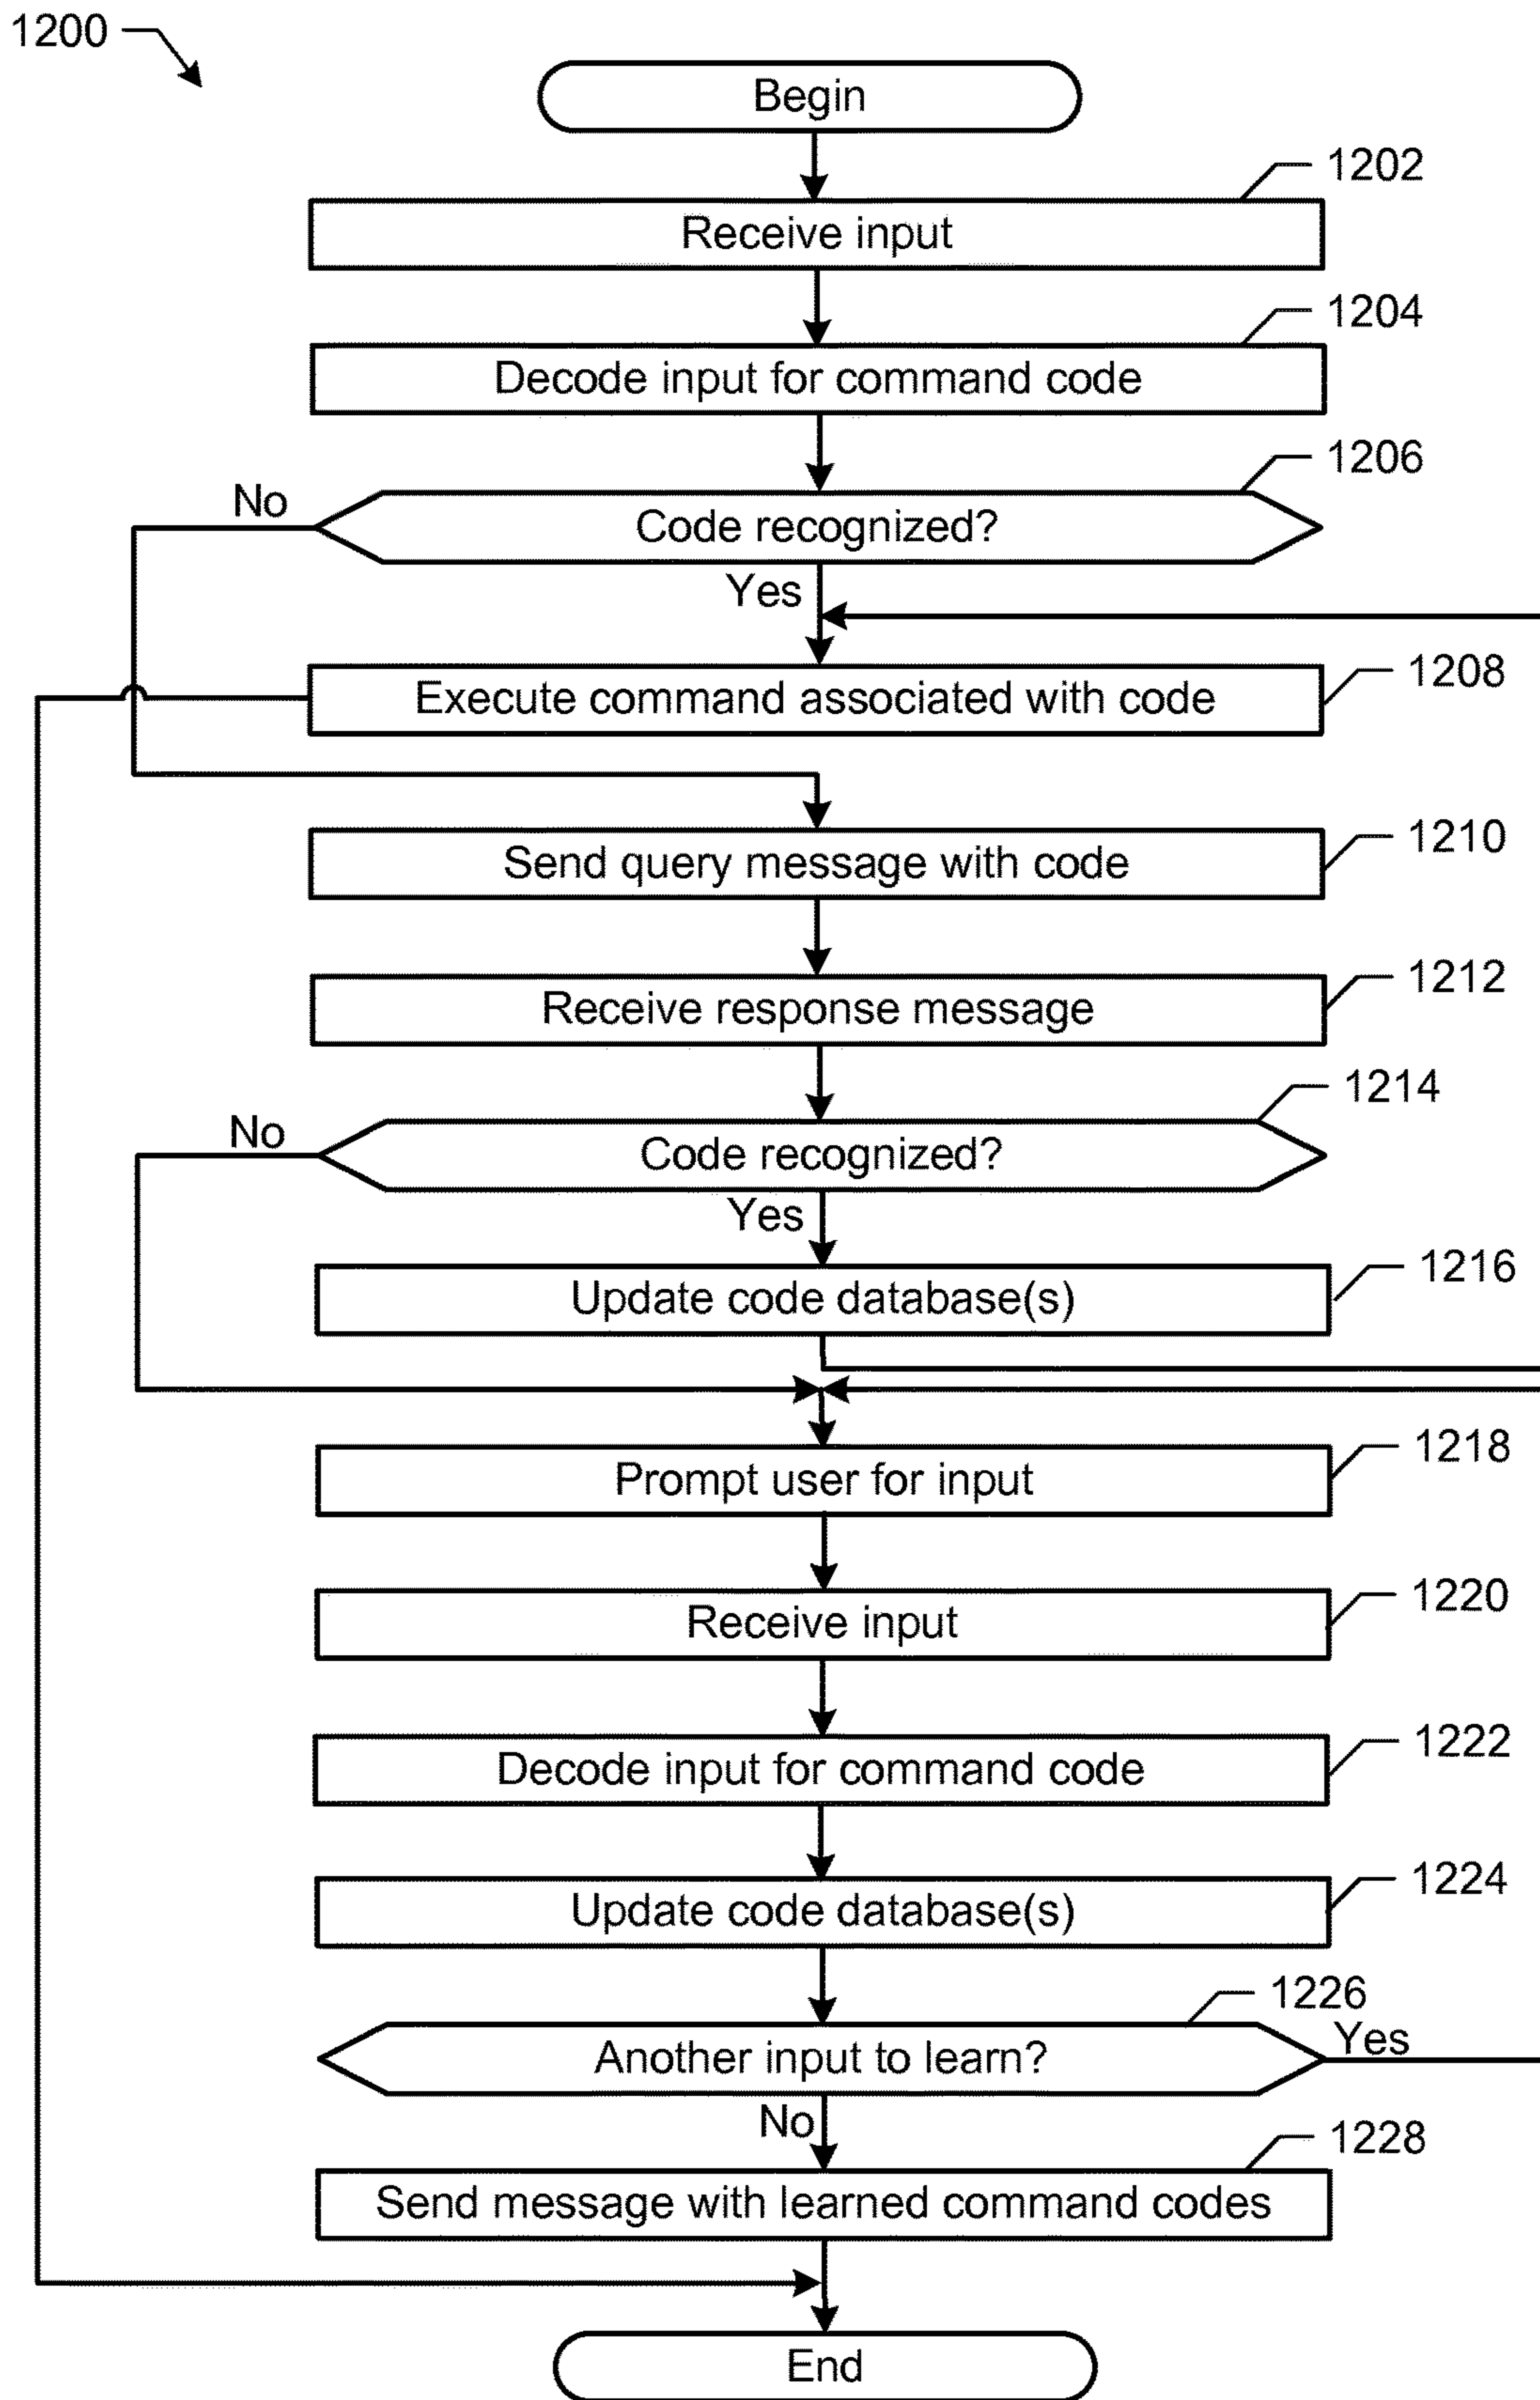 1200
Begin
1202
Receive input
1204
Decode input for command code
1206
No
Code recognized?
Yes
1208
Execute command associated with code
1210
Send query message with code
1212
Receive response message
1214
No
Code recognized?
Yes
1216
Update code database(s)
1218
Prompt user for input
1220
Receive input
1222
Decode input for command code
1224
Update code database(s)
1226
Another input to learn?
Yes
No
1228
Send message with learned command codes
End